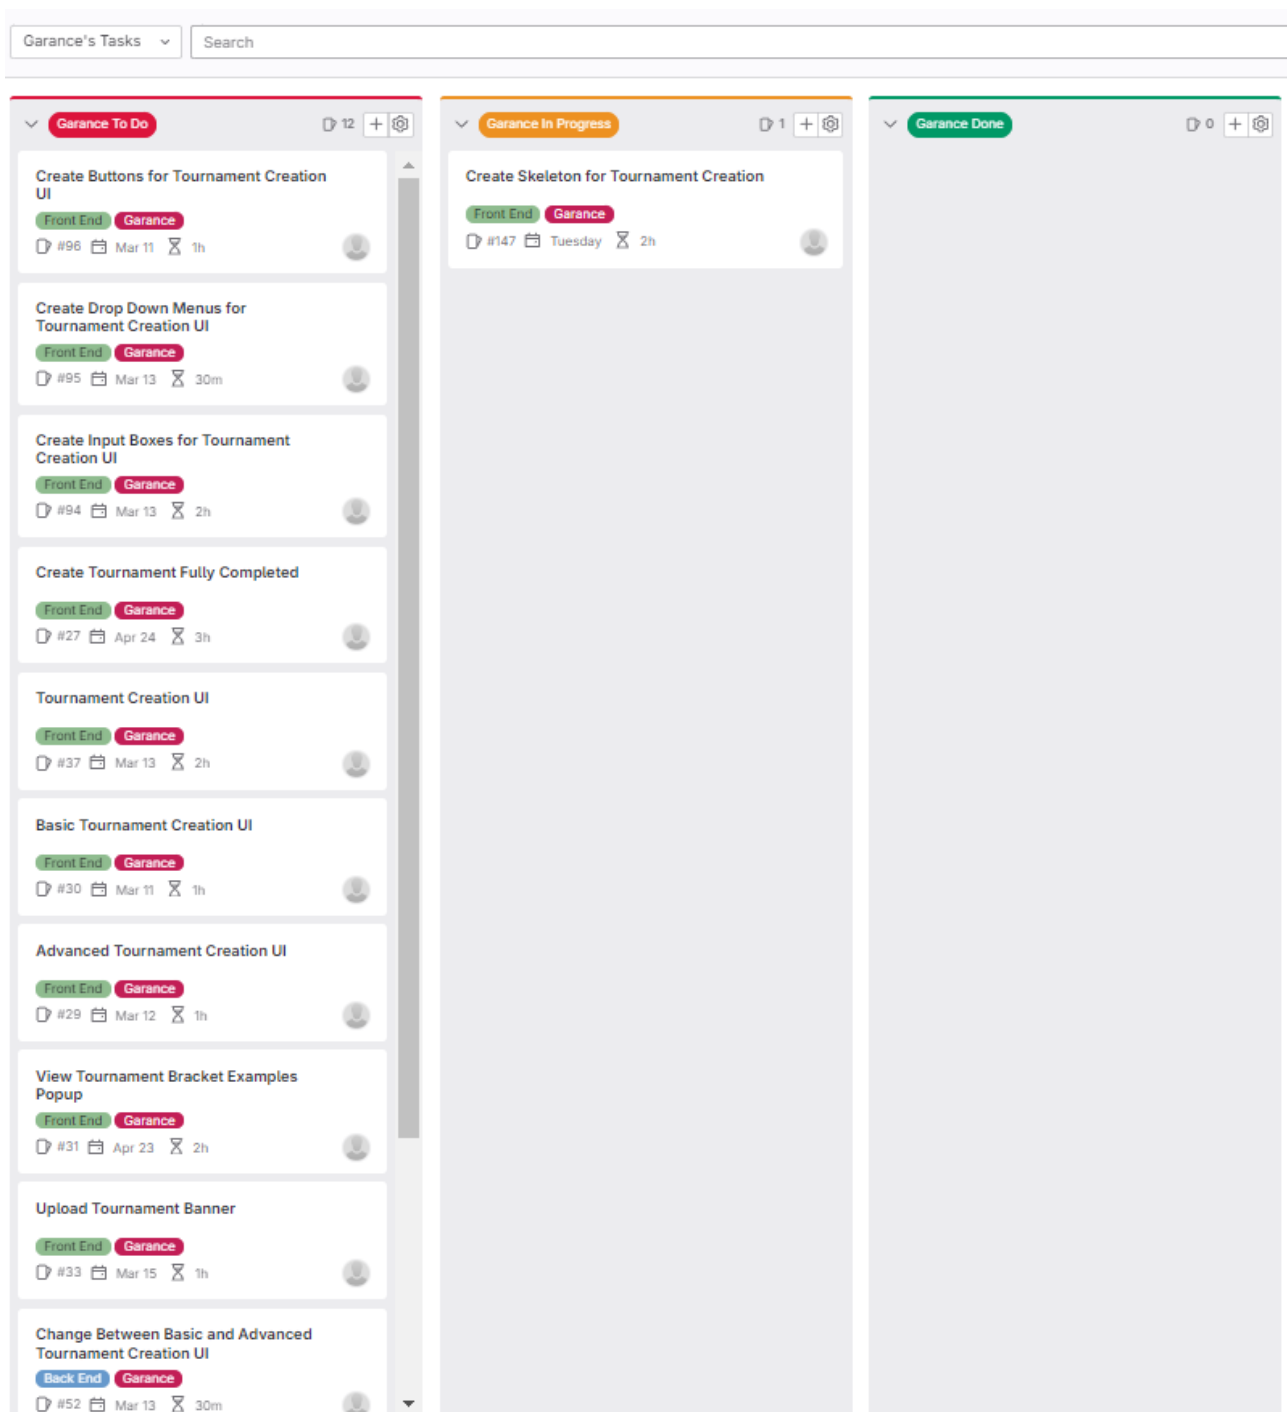 Garance's Tasks
Search
Garance To Do
12
Create Buttons for Tournament Creation
UI
Front End Garance
#96 Mar 11 1h
Create Drop Down Menus for
Tournament Creation UI
Front End Garance
#95 Mar 13 30m
Create Input Boxes for Tournament
Creation UI
Front End Garance
#94 Mar 13 2h
Create Tournament Fully Completed
Front End Garance
#27 Apr 24 3h
Tournament Creation UI
Front End Garance
#37 Mar 13 2h
Basic Tournament Creation UI
Front End Garance
#30 Mar 11 1h
Advanced Tournament Creation UI
Front End Garance
#29 Mar 12 1h
View Tournament Bracket Examples
Popup
Front End Garance
#31 Apr 23 2h
Upload Tournament Banner
Front End Garance
#33 Mar 15 1h
Change Between Basic and Advanced
Tournament Creation UI
Back End Garance
#52 Mar 13 30m
Garance In Progress
1
Create Skeleton for Tournament Creation
Front End Garance
#147 Tuesday 2h
Garance Done
0